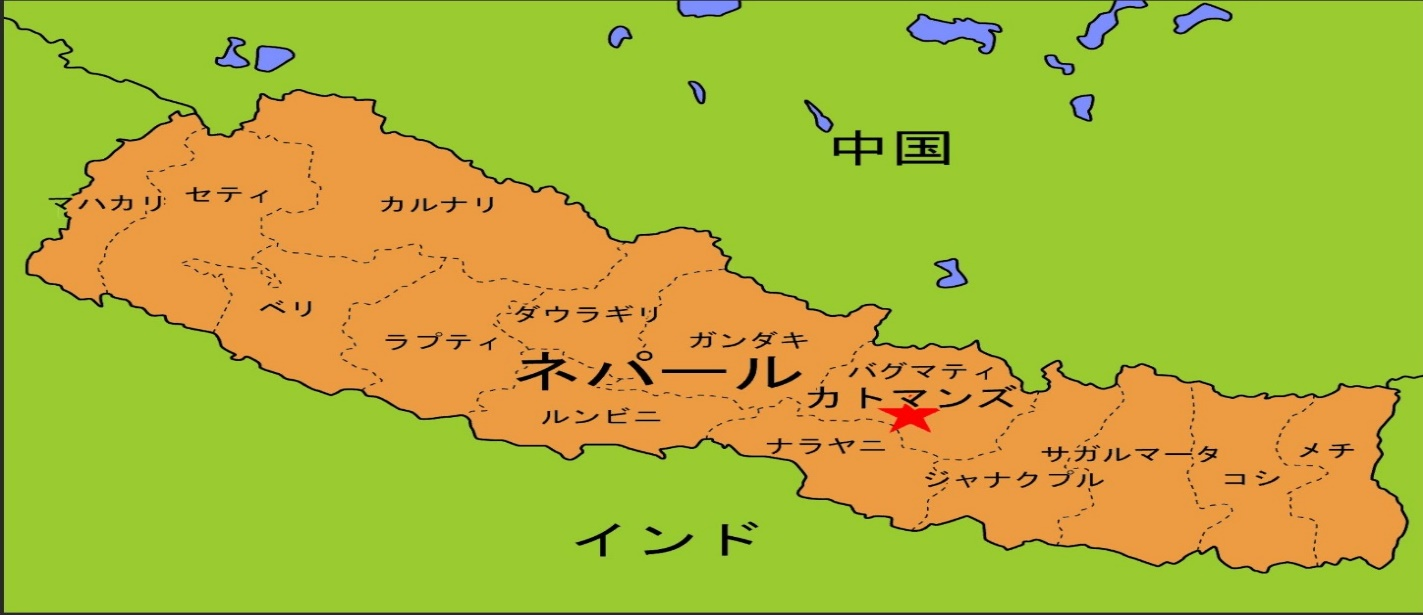 中国
マハカリ
セティ
カルナリ
ベリ
ダウラギリ
ラプティ
ガンダキ
ネパール
バグマティ
カトマンズ
ルンビニ
ナラヤニ
サガルマータ
メチ
ジャナクプル
コシ
インド